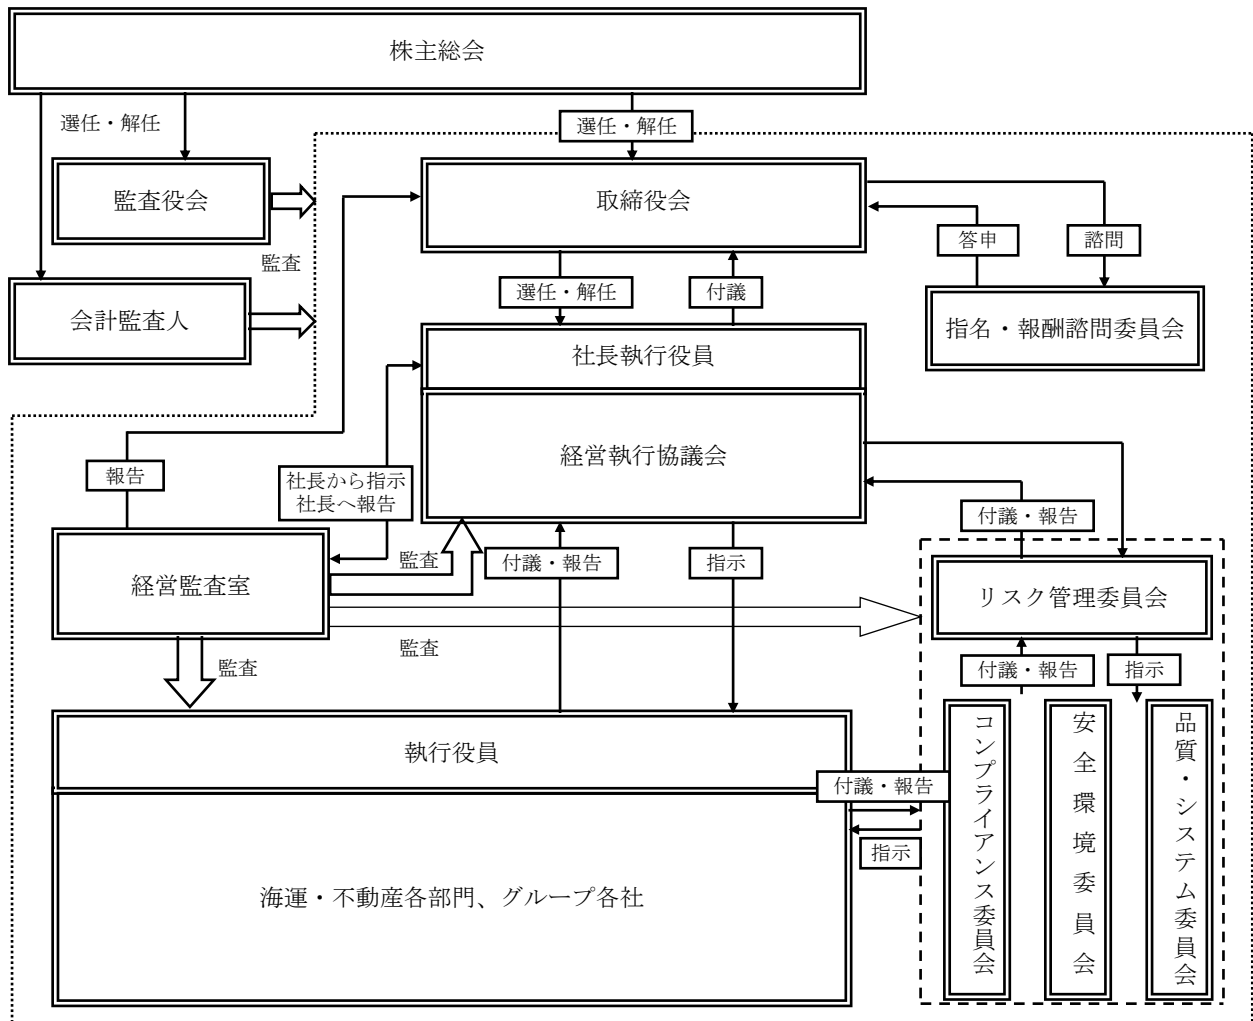 株主総会
選任・解任
選任・解任
監査役会
取締役会
答申
諮問
監査
会計監査人
選任・解任
付議
指名・報酬諮問委員会
社長執行役員
経営執行協議会
報告
社長から指示
社長へ報告
付議・報告
経営監査室
監査
付議・報告
指示
リスク管理委員会
監査
監査
付議・報告
指示
執行役員
付議・報告
指示
海運・不動産各部門、グループ各社
コンプライアンス委員会
安全環境委員会
品質・システム委員会